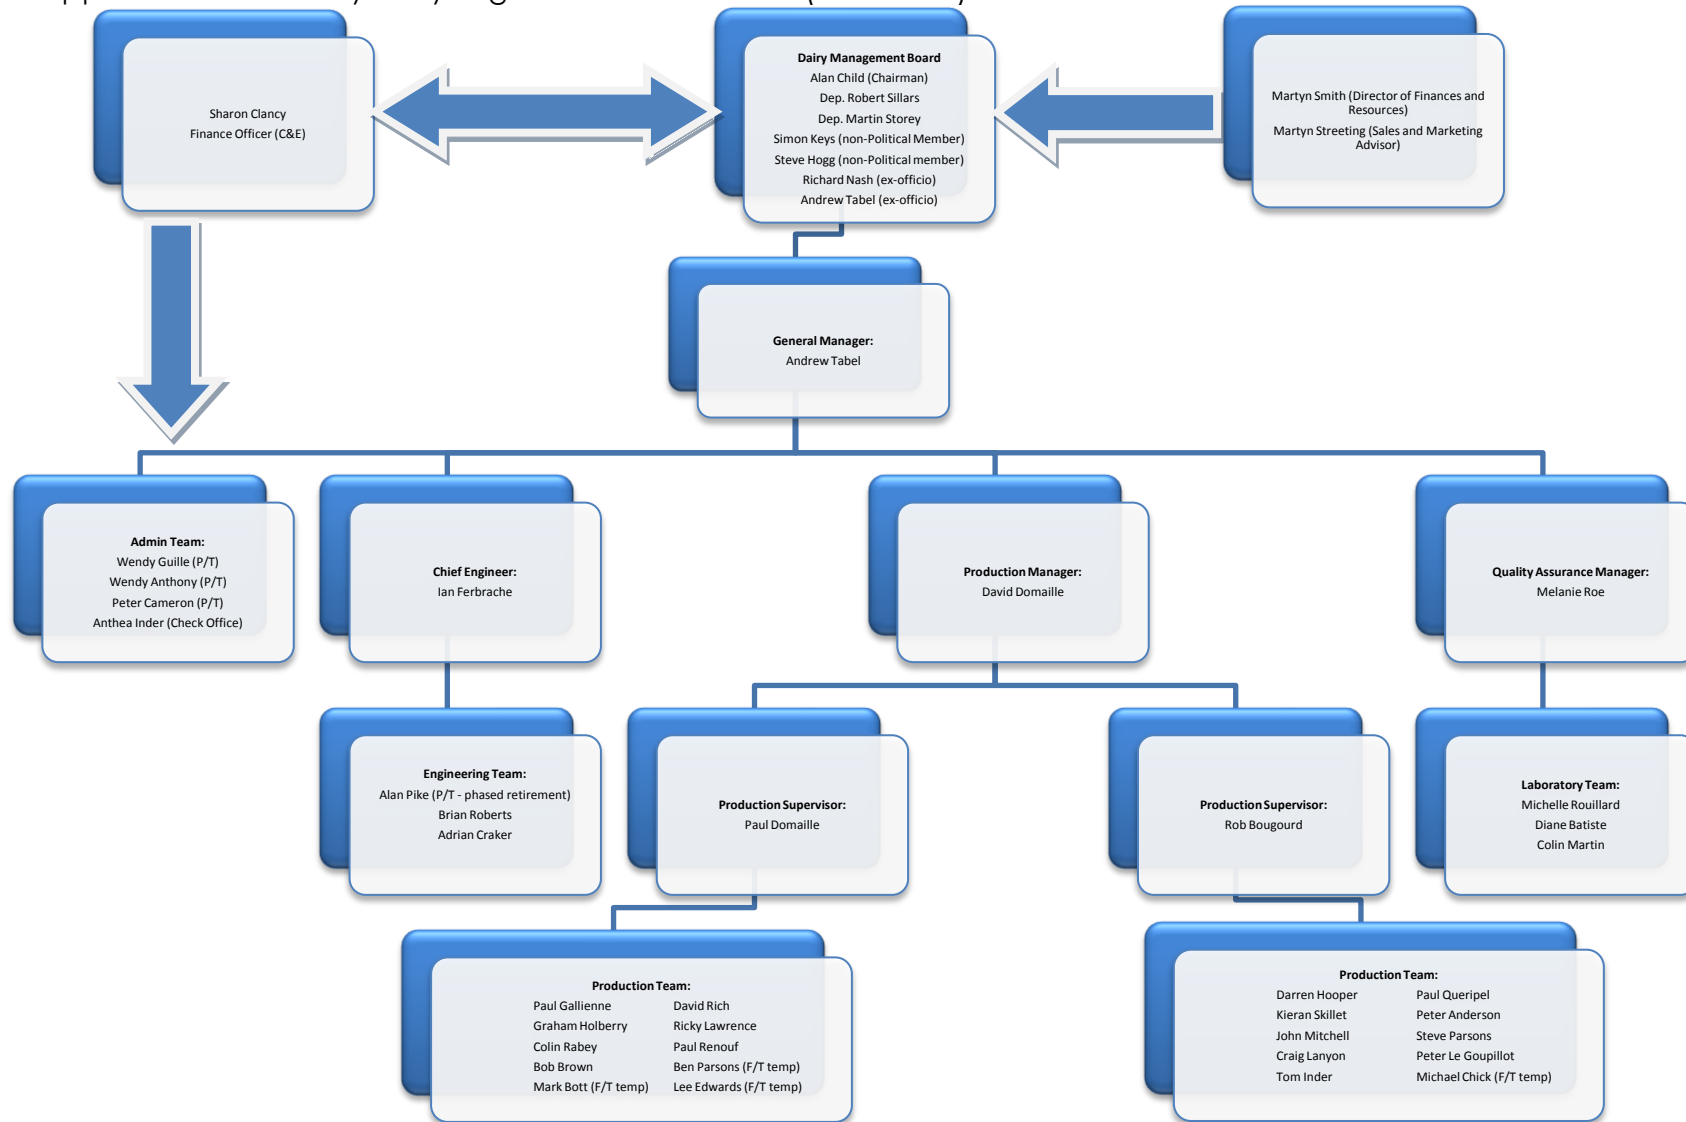 Sharon Clancy
Finance Officer (C&E)
Dairy Management Board
Alan Child (Chairman)
Dep. Robert Sillars
Dep. Martin Storey
Simon Keys (non-Political Member)
Steve Hogg (non-Political member)
Richard Nash (ex-officio)
Andrew Tabel (ex-officio)
Martyn Smith (Director of Finances and
Resources)
Martyn Streeting (Sales and Marketing
Advisor)
General Manager:
Andrew Tabel
Admin Team:
Wendy Guille (P/T)
Wendy Anthony (P/T)
Peter Cameron (P/T)
Anthea Inder (Check Office)
Chief Engineer:
Ian Ferbrache
Production Manager:
David Domaille
Quality Assurance Manager:
Melanie Roe
Engineering Team:
Alan Pike (P/T - phased retirement)
Brian Roberts
Adrian Craker
Production Supervisor:
Paul Domaille
Production Supervisor:
Rob Bougourd
Laboratory Team:
Michelle Rouillard
Diane Batiste
Colin Martin
Production Team:
Paul Gallienne David Rich
Graham Holberry Ricky Lawrence
Colin Rabey Paul Renouf
Bob Brown Ben Parsons (F/T temp)
Mark Bott (F/T temp) Lee Edwards (F/T temp)
Production Team:
Darren Hooper Paul Queripel
Kieran Skillet Peter Anderson
John Mitchell Steve Parsons
Craig Lanyon Peter Le Goupillot
Tom Inder Michael Chick (F/T temp)